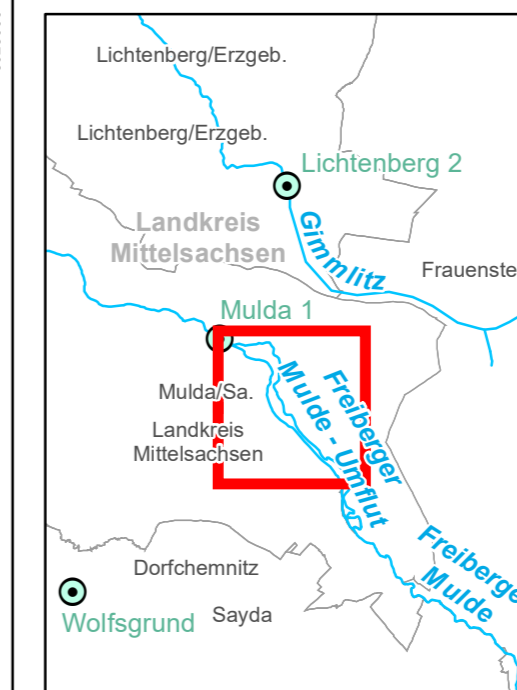 Lichtenberg/Erzgeb.
Lichtenberg/Erzgeb.
Lichtenberg 2
Landkreis
Mittelsachsen
Gimmlitz
Frauenste
Mulda 1
Mulda/Sa.
Landkreis
Mittelsachsen
Freiberger
Mulde - Umflut
Freiberge
Mulde
Dorfchemnitz
Wolfsgrund
Sayda